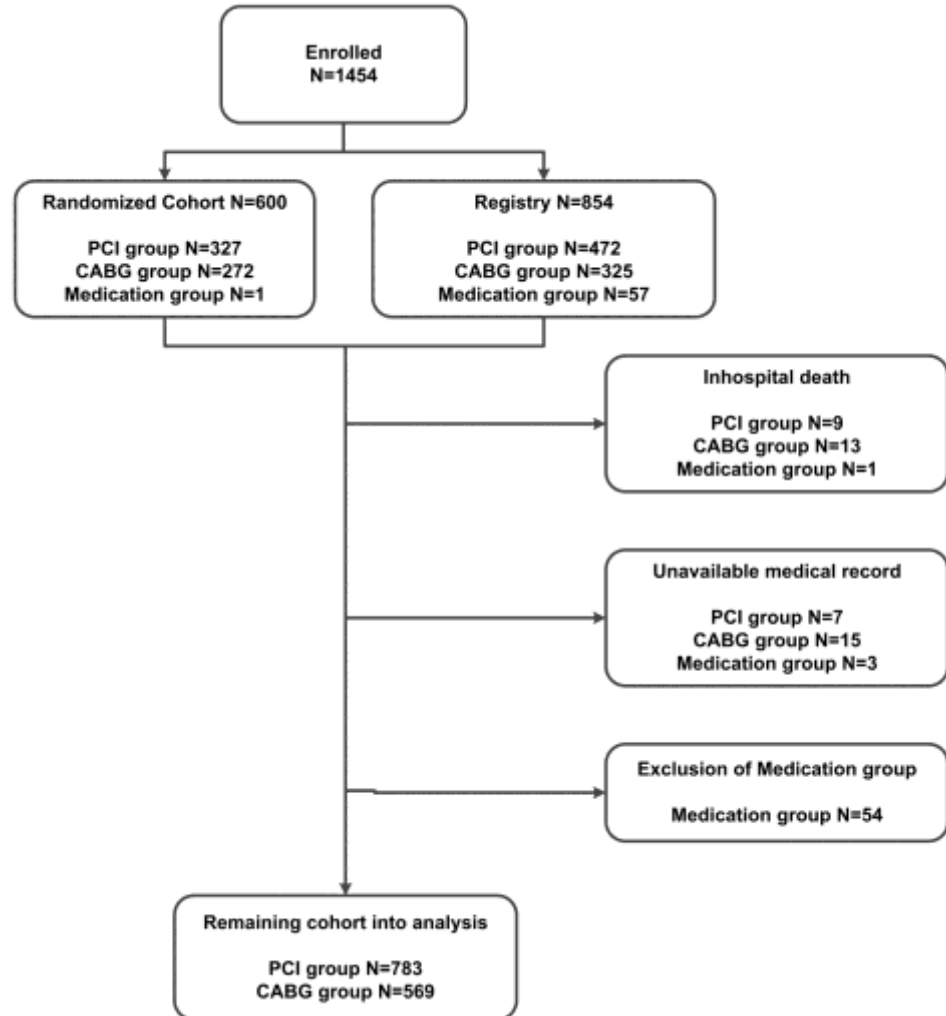 Enrolled
N=1454
Randomized Cohort N=600
PCI group N=327
CABG group N=272
Medication group N=1
Registry N=854
PCI group N=472
CABG group N=325
Medication group N=57
Inhospital death
PCI group N=9
CABG group N=13
Medication group N=1
Unavailable medical record
PCI group N=7
CABG group N=15
Medication group N=3
Exclusion of Medication group
Medication group N=54
Remaining cohort into analysis
PCI group N=783
CABG group N=569